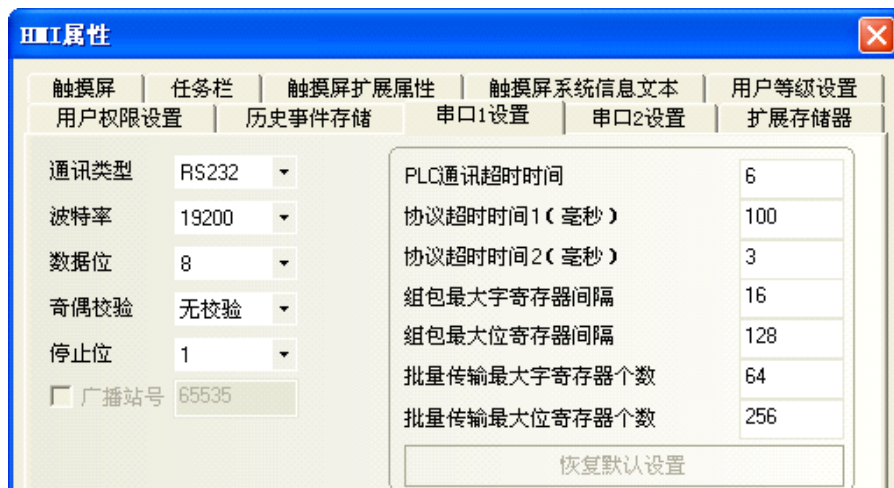 HMI属性
触摸屏 任务栏 触摸屏扩展属性 触摸屏系统信息文本 用户等级设置
用户权限设置 历史事件存储 串口1设置 串口2设置 扩展存储器
通讯类型 RS232
波特率 19200
数据位 8
奇偶校验 无校验
停止位 1
广播站号 65535
PLC通讯超时时间 6
协议超时时间1(毫秒) 100
协议超时时间2(毫秒) 3
组包最大字寄存器间隔 16
组包最大位寄存器间隔 128
批量传输最大字寄存器个数 64
批量传输最大位寄存器个数 256
恢复默认设置